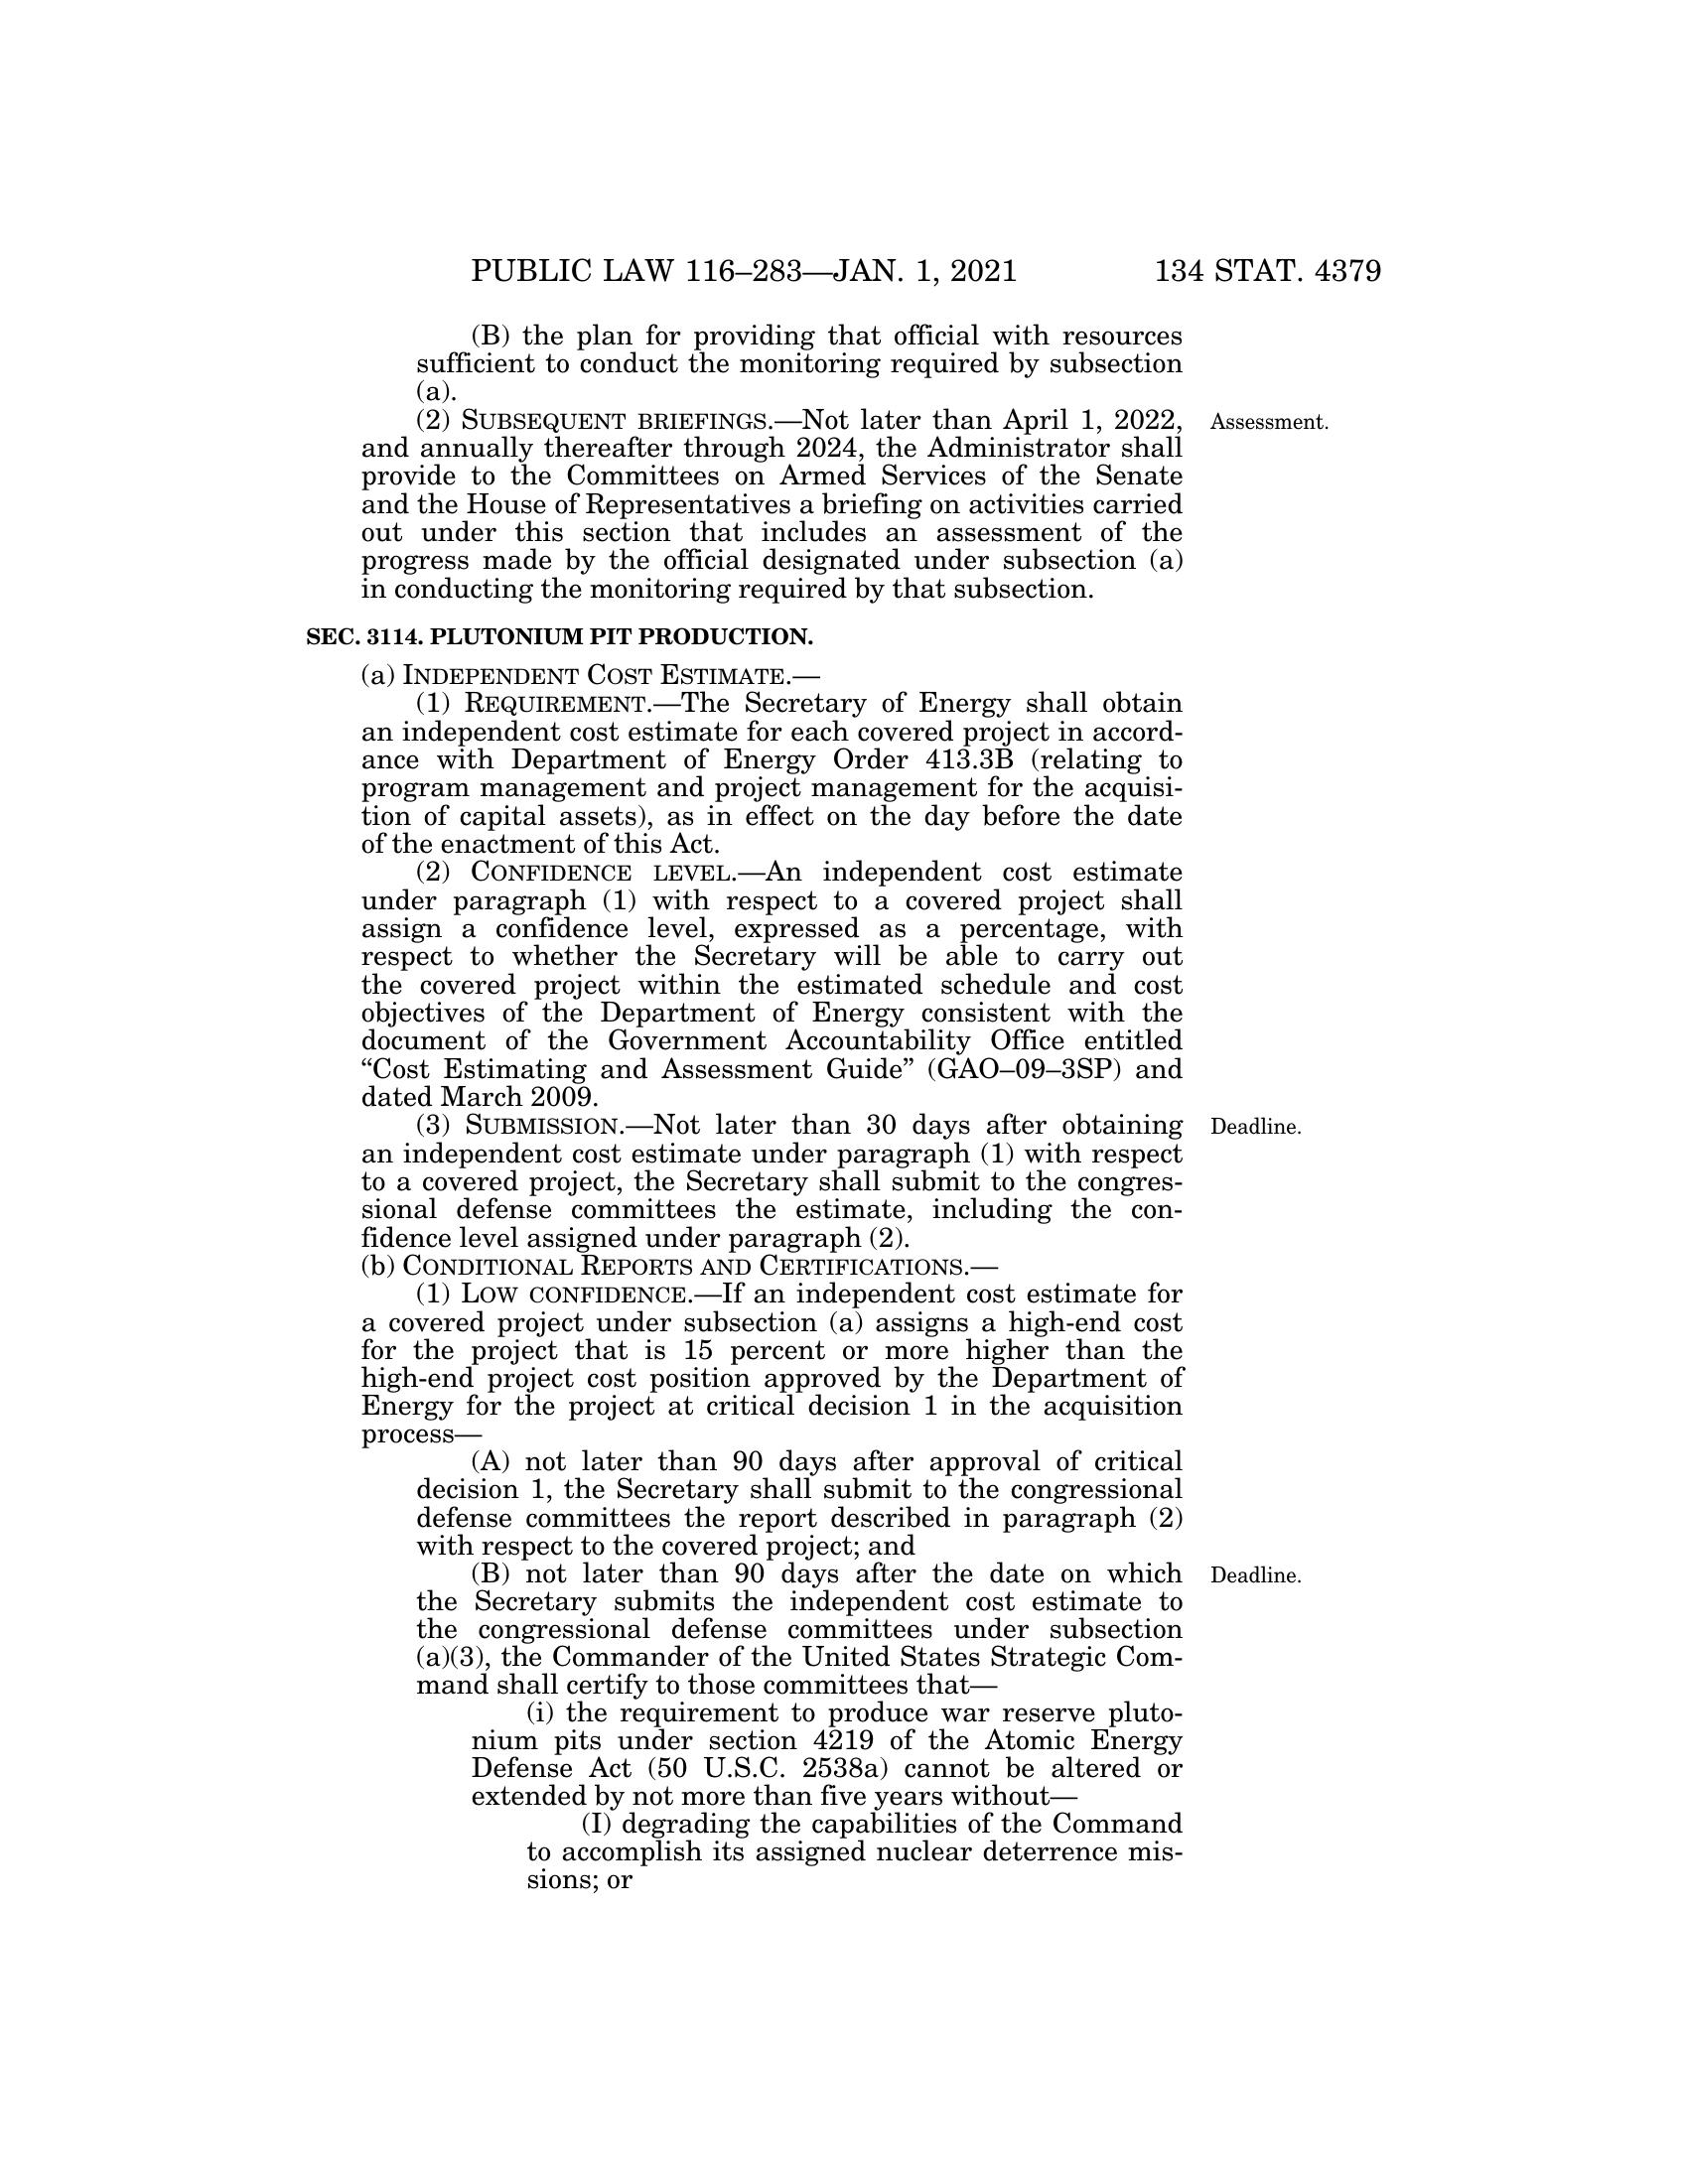 PUBLIC LAW 116–283—JAN. 1, 2021 134 STAT. 4379
(B) the plan for providing that official with resources
sufficient to conduct the monitoring required by subsection
(a).
(2) SUBSEQUENT BRIEFINGS.—Not later than April 1, 2022, Assessment.
and annually thereafter through 2024, the Administrator shall
provide to the Committees on Armed Services of the Senate
and the House of Representatives a briefing on activities carried
out under this section that includes an assessment of the
progress made by the official designated under subsection (a)
in conducting the monitoring required by that subsection.
SEC. 3114. PLUTONIUM PIT PRODUCTION.
(a) INDEPENDENT COST ESTIMATE.—
(1) REQUIREMENT.—The Secretary of Energy shall obtain
an independent cost estimate for each covered project in accord-
ance with Department of Energy Order 413.3B (relating to
program management and project management for the acquisi-
tion of capital assets), as in effect on the day before the date
of the enactment of this Act.
(2) CONFIDENCE LEVEL.—An independent cost estimate
under paragraph (1) with respect to a covered project shall
assign a confidence level, expressed as a percentage, with
respect to whether the Secretary will be able to carry out
the covered project within the estimated schedule and cost
objectives of the Department of Energy consistent with the
document of the Government Accountability Office entitled
“Cost Estimating and Assessment Guide” (GAO–09–3SP) and
dated March 2009.
(3) SUBMISSION.—Not later than 30 days after obtaining Deadline.
an independent cost estimate under paragraph (1) with respect
to a covered project, the Secretary shall submit to the congres-
sional defense committees the estimate, including the con-
fidence level assigned under paragraph (2).
(b) CONDITIONAL REPORTS AND CERTIFICATIONS.—
(1) LOW CONFIDENCE.—If an independent cost estimate for
a covered project under subsection (a) assigns a high-end cost
for the project that is 15 percent or more higher than the
high-end project cost position approved by the Department of
Energy for the project at critical decision 1 in the acquisition
process—
(A) not later than 90 days after approval of critical
decision 1, the Secretary shall submit to the congressional
defense committees the report described in paragraph (2)
with respect to the covered project; and
(B) not later than 90 days after the date on which Deadline.
the Secretary submits the independent cost estimate to
the congressional defense committees under subsection
(a)(3), the Commander of the United States Strategic Com-
mand shall certify to those committees that—
(i) the requirement to produce war reserve pluto-
nium pits under section 4219 of the Atomic Energy
Defense Act (50 U.S.C. 2538a) cannot be altered or
extended by not more than five years without—
(I) degrading the capabilities of the Command
to accomplish its assigned nuclear deterrence mis-
sions; or